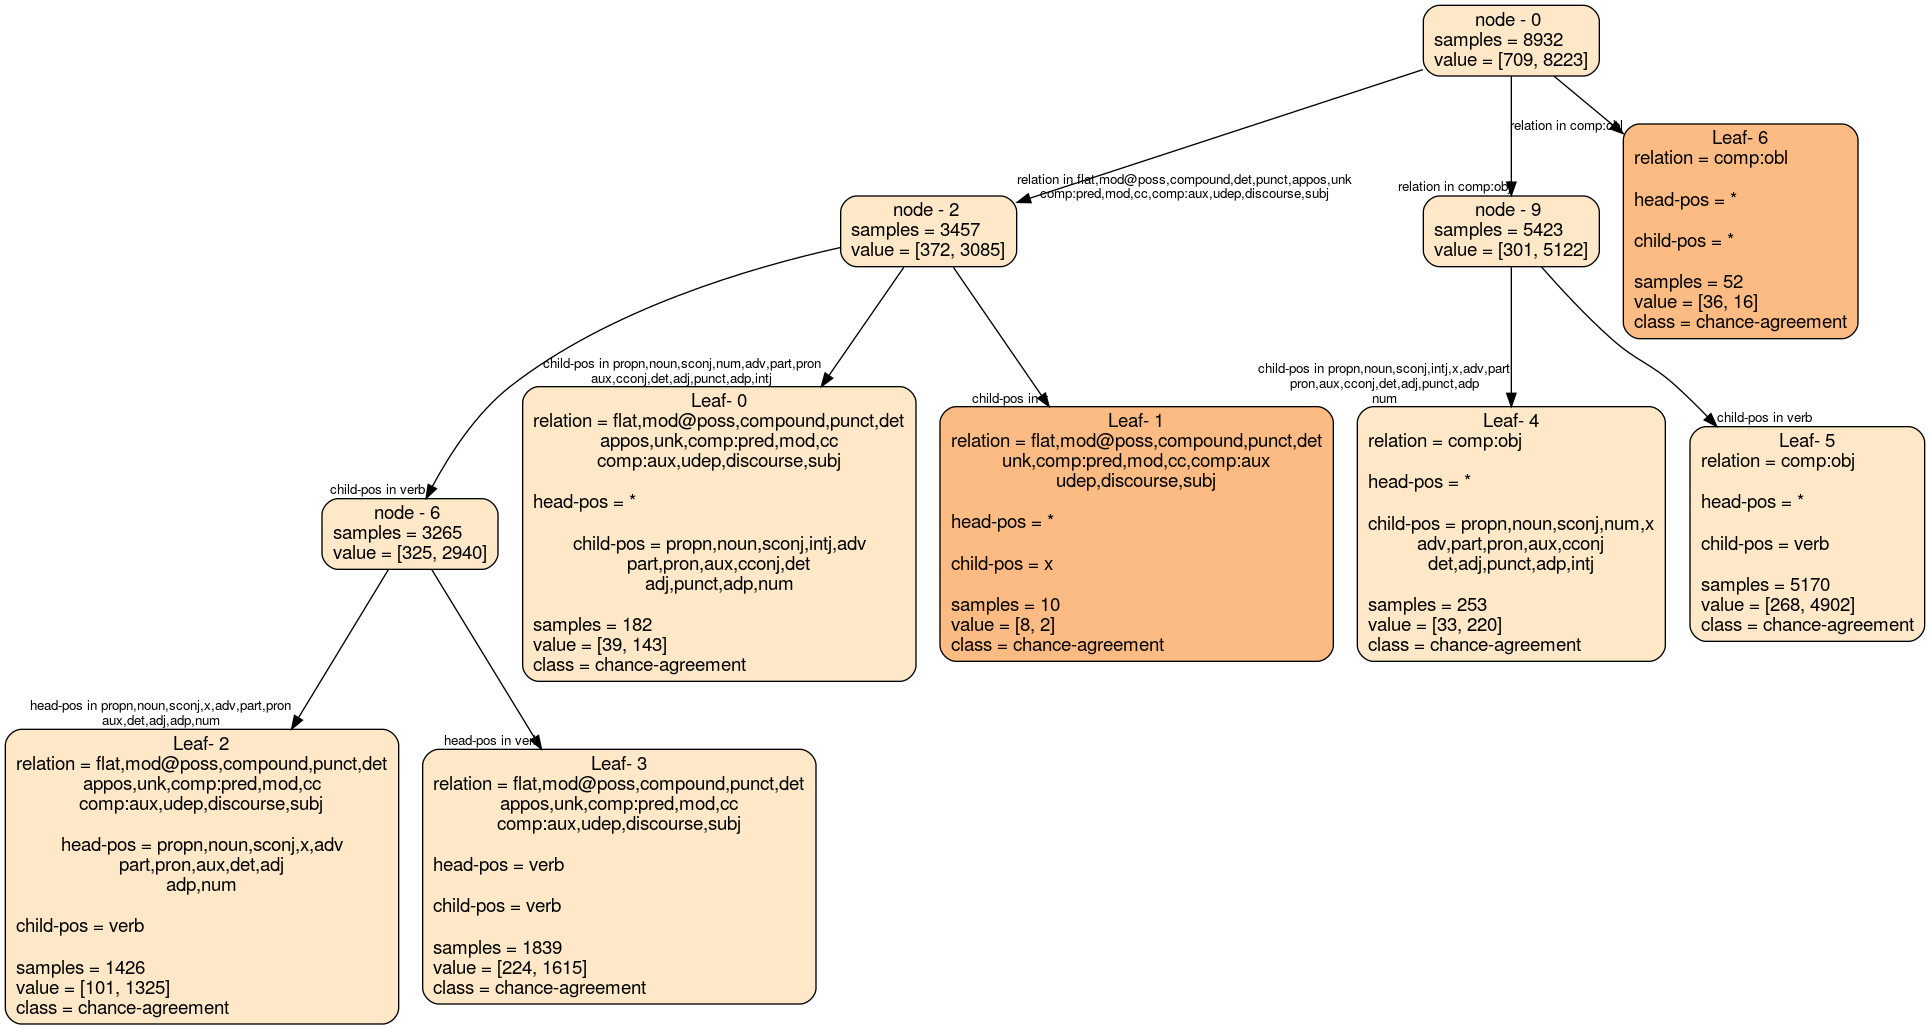 node - 0
samples = 8932
value = [709, 8223]
relation in comp:obl
Leaf- 6
relation = comp:obl
head-pos = *
child-pos = *
samples = 52
value = [36, 16]
class = chance-agreement
relation in flat,mod@poss,compound,det,punct,appos,unk
comp:pred,mod,cc,comp:aux,udep,discourse,subj
relation in comp:obj
node - 2
samples = 3457
value = [372, 3085]
node - 9
samples = 5423
value = [301, 5122]
child-pos in propn,noun,sconj,num,adv,part,pron
aux,cconj,det,adj,punct,adp,intj
child-pos in
child-pos in propn,noun,sconj,intj,x,adv,part
pron,aux,cconj,det,adj,punct,adp
num
child-pos in verb
Leaf- 0
relation = flat,mod@poss,compound,punct,det
appos,unk,comp:pred,mod,cc
comp:aux,udep,discourse,subj
head-pos = *
child-pos = propn,noun,sconj,intj,adv
part,pron,aux,cconj,det
adj,punct,adp,num
samples = 182
value = [39, 143]
class = chance-agreement
Leaf- 1
relation = flat,mod@poss,compound,punct,det
unk,comp:pred,mod,cc,comp:aux
udep,discourse,subj
head-pos = *
child-pos = x
samples = 10
value = [8, 2]
class = chance-agreement
Leaf- 4
relation = comp:obj
head-pos = *
child-pos = propn,noun,sconj,num,x
adv,part,pron,aux,cconj
det,adj,punct,adp,intj
samples = 253
value = [33, 220]
class = chance-agreement
Leaf- 5
relation = comp:obj
head-pos = *
child-pos = verb
samples = 5170
value = [268, 4902]
class = chance-agreement
child-pos in verb
node - 6
samples = 3265
value = [325, 2940]
head-pos in propn,noun,sconj,x,adv,part,pron
aux,det,adj,adp,num
head-pos in verb
Leaf- 2
relation = flat,mod@poss,compound,punct,det
appos,unk,comp:pred,mod,cc
comp:aux,udep,discourse,subj
head-pos = propn,noun,sconj,x,adv
part,pron,aux,det,adj
adp,num
child-pos = verb
samples = 1426
value = [101, 1325]
class = chance-agreement
Leaf- 3
relation = flat,mod@poss,compound,punct,det
appos,unk,comp:pred,mod,cc
comp:aux,udep,discourse,subj
head-pos = verb
child-pos = verb
samples = 1839
value = [224, 1615]
class = chance-agreement